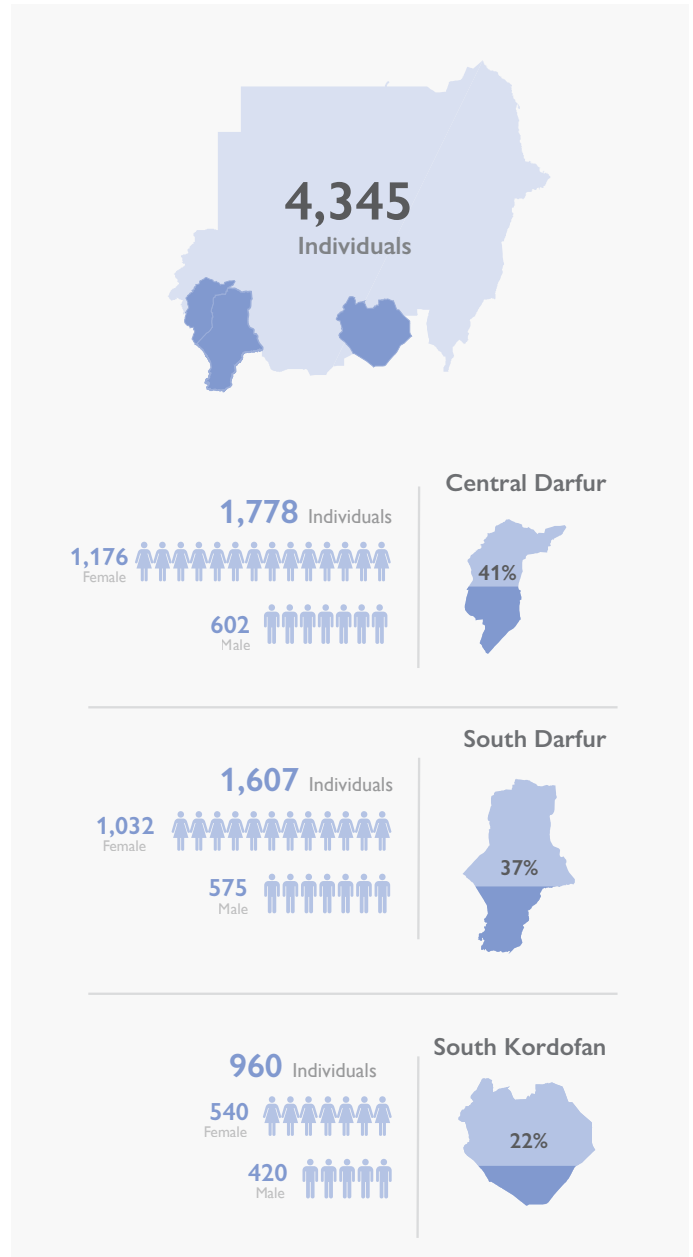 4,345
Individuals
Central Darfur
1,778 Individuals
1,176
Female
41%
602
Male
South Darfur
1,607 Individuals
1,032
Female
37%
575
Male
South Kordofan
960 Individuals
540
Female
22%
420
Male